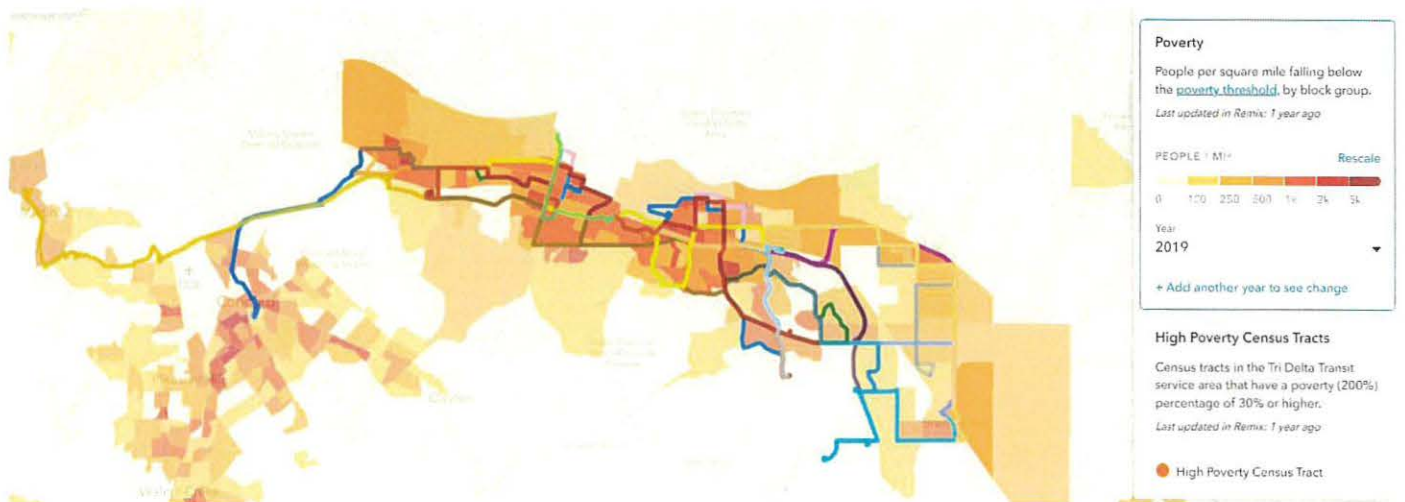 Poverty
People per square mile falling below
the poverty threshold, by block group.
Last updated in Remix: 1 year ago
PEOPLE / MI²
Rescale
0 100 250 500 1k 2k 5k
Year
2019
+ Add another year to see change
High Poverty Census Tracts
Census tracts in the Tri Delta Transit
service area that have a poverty (200%)
percentage of 30% or higher.
Last updated in Remix: 1 year ago
High Poverty Census Tract
Concord
Clayton